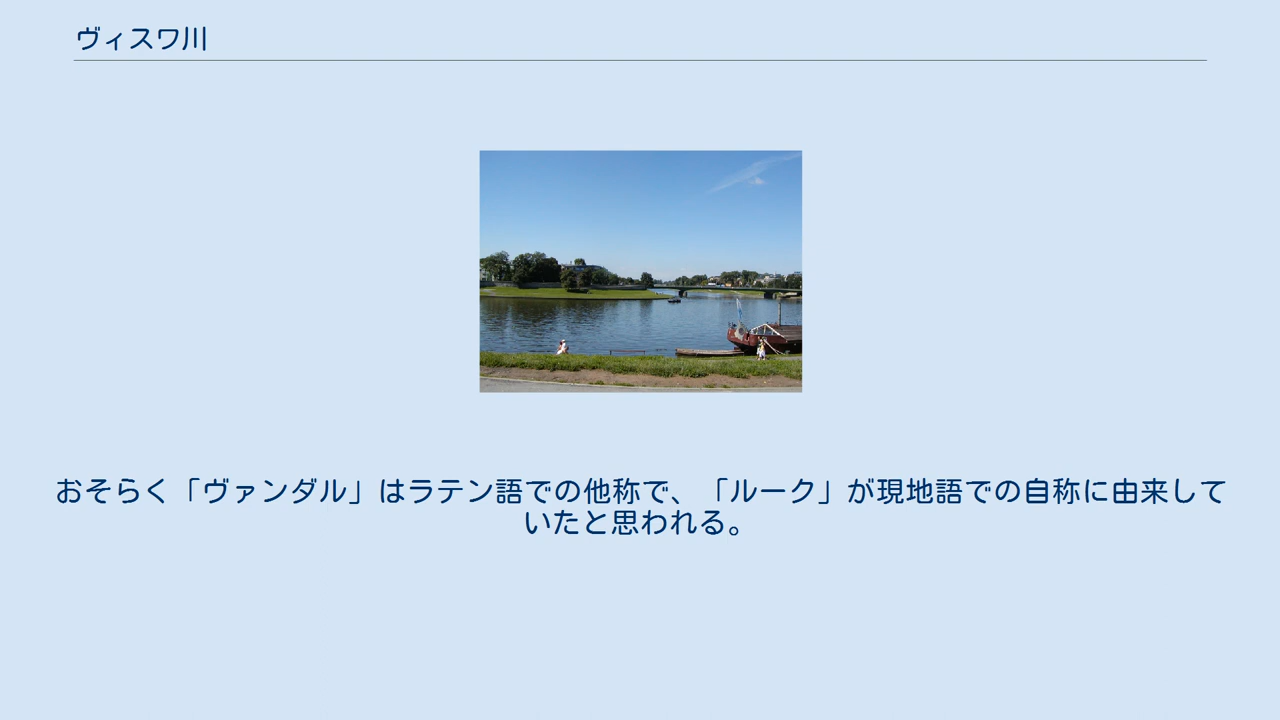 ヴィスワ川
おそらく「ヴァンダル」はラテン語での他称で、「ルーク」が現地語での自称に由来して
いたと思われる。